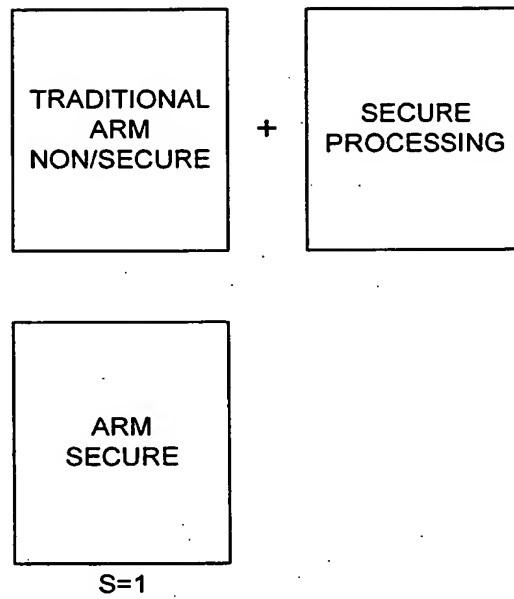 TRADITIONAL
ARM
NON/SECURE
+
SECURE
PROCESSING
ARM
SECURE
S=1